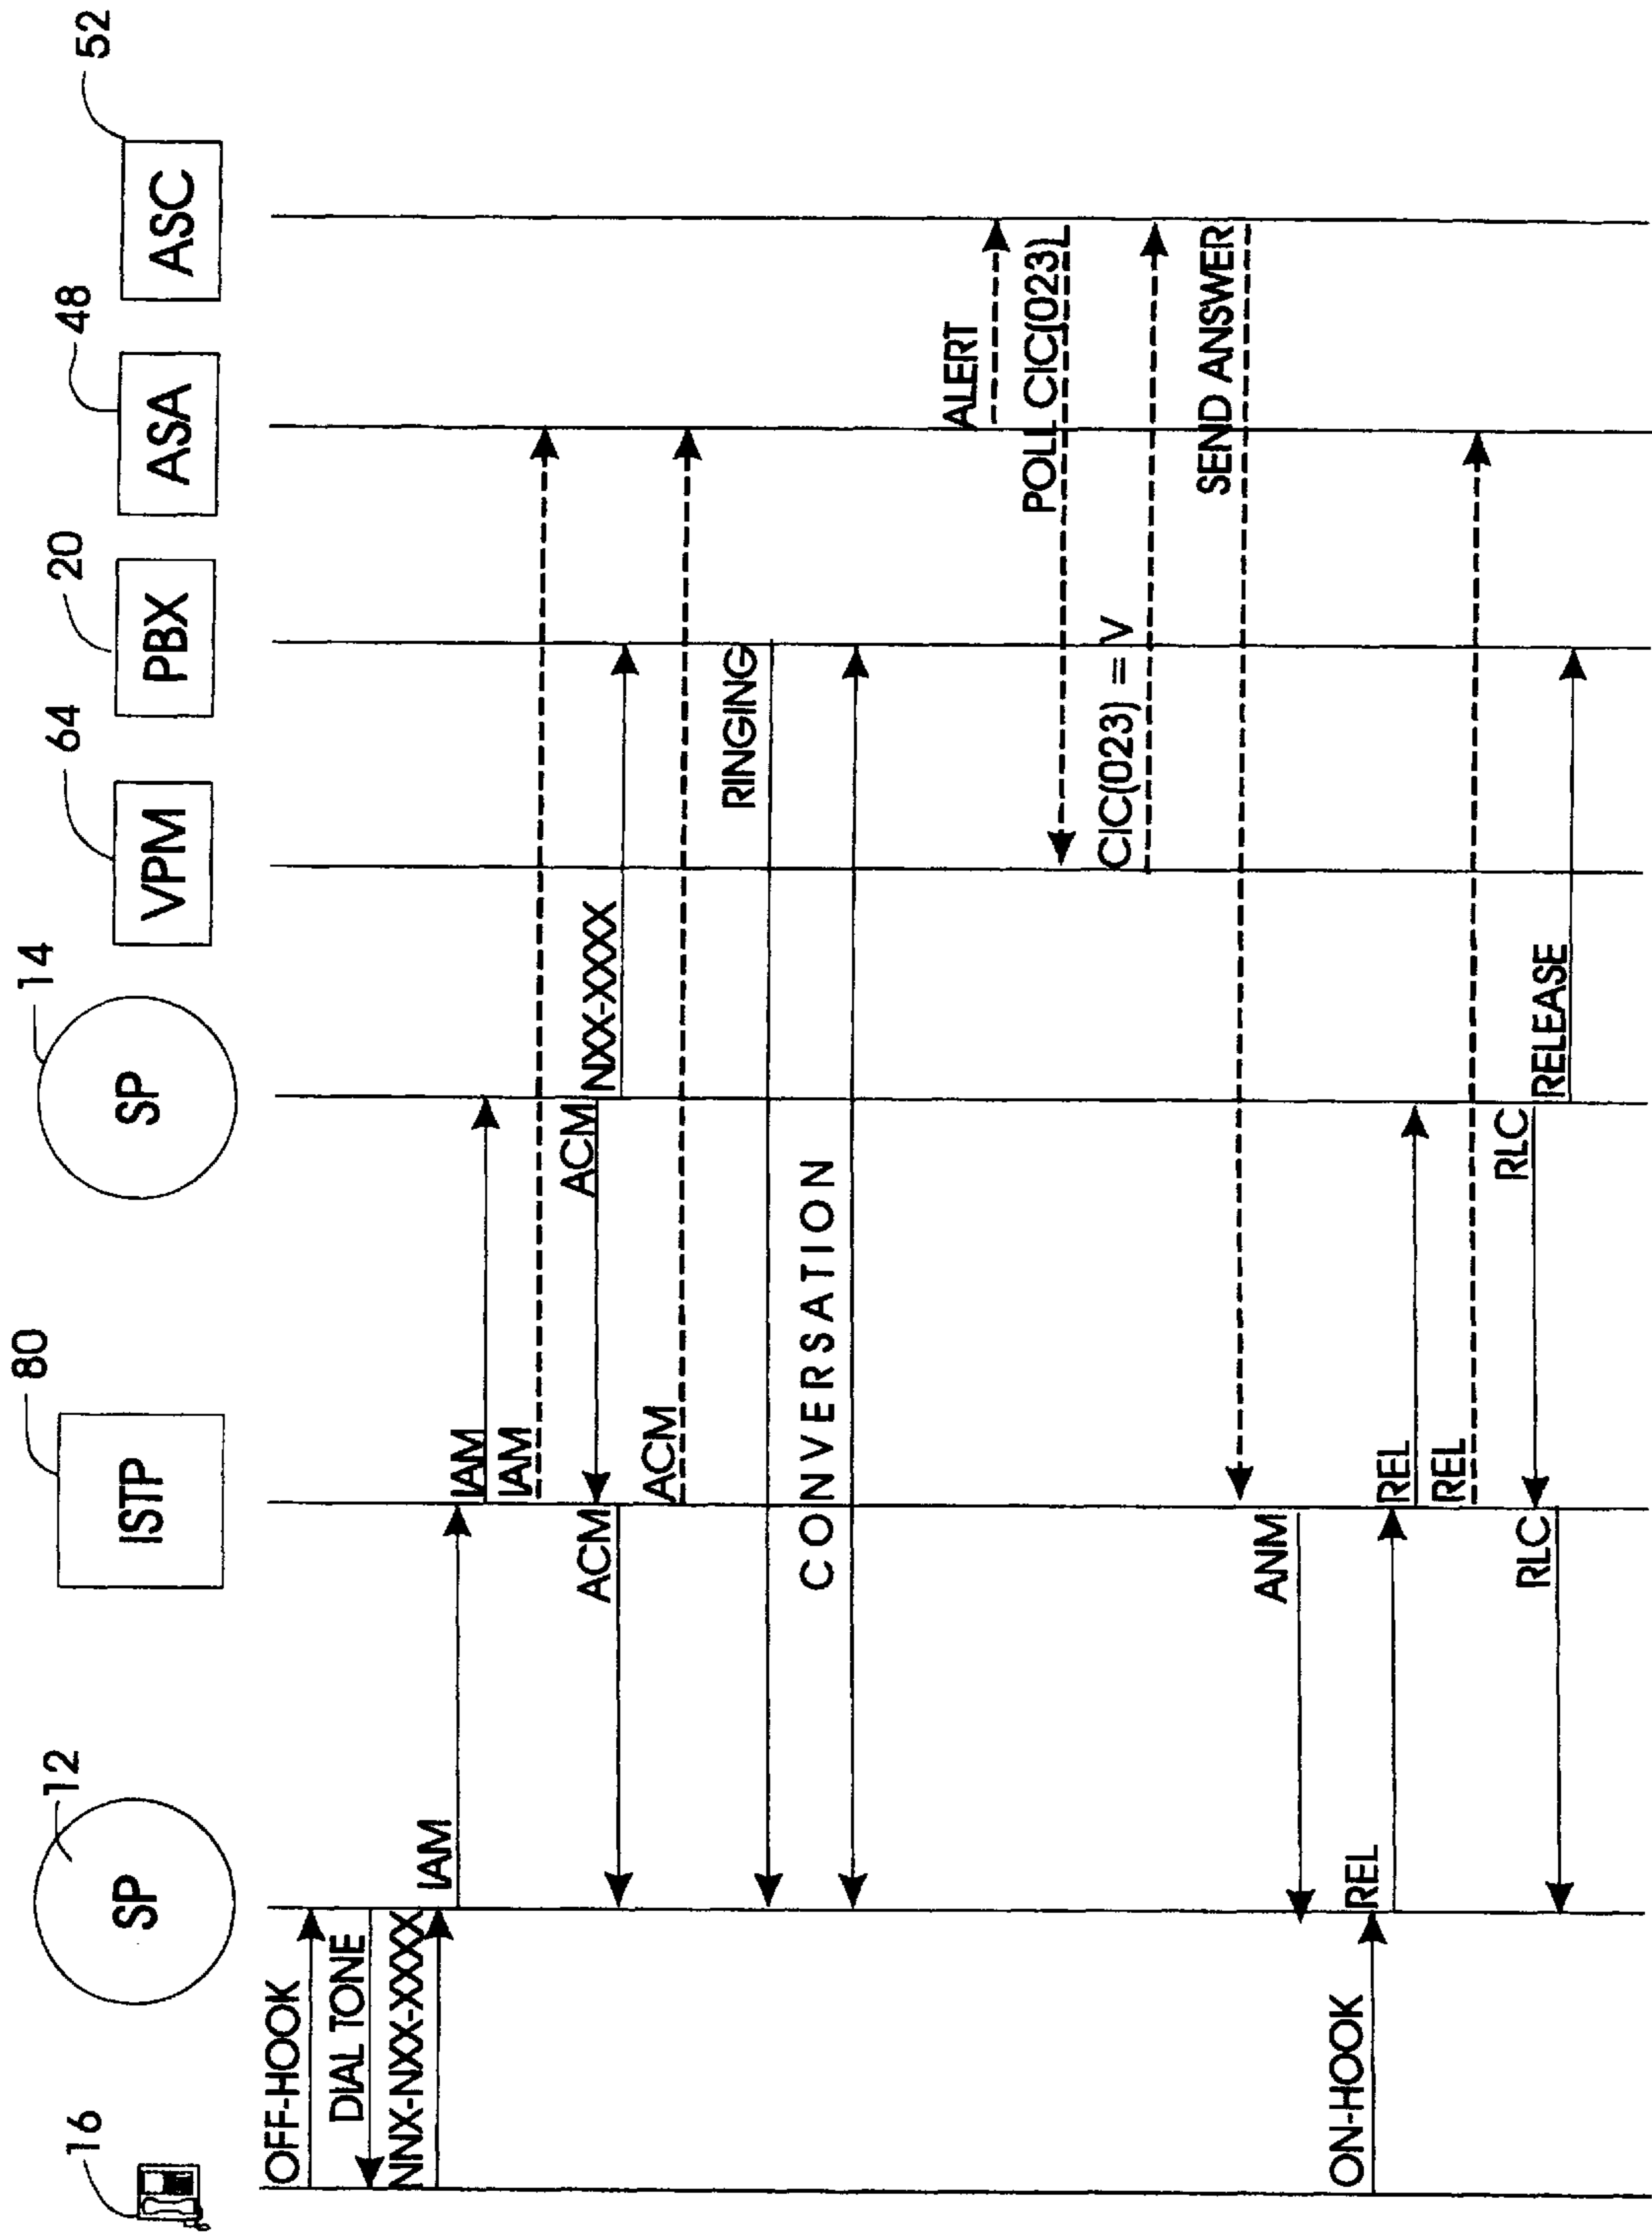 16
12
SP
80
ISTP
14
SP
64
VPM
20
PBX
48
ASA
52
ASC
OFF-HOOK
DIAL TONE
NNX-NXX-XXXX
IAM
IAM
IAM
ACM
NXX-XXXX
ACM
ACM
RINGING
CONVERSATION
ALERT
POLL CIC(023)
CIC(023) = V
SEND ANSWER
ANM
ON-HOOK
REL
REL
REL
RLC
RLC
RELEASE